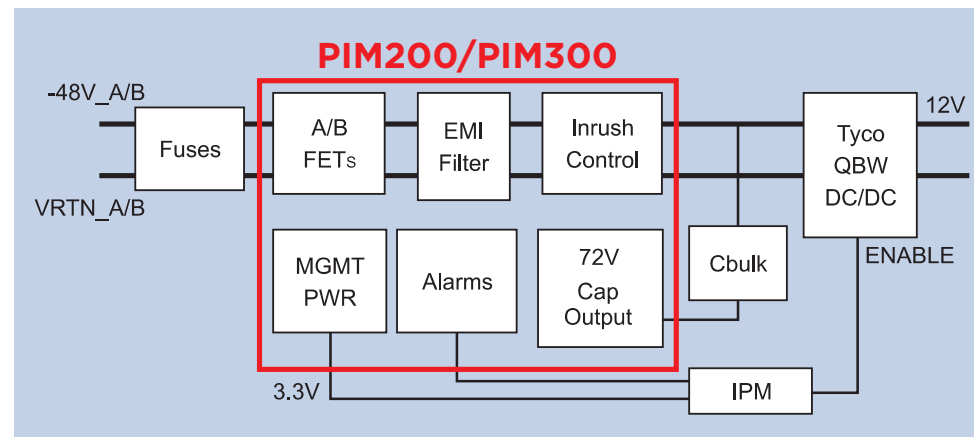 PIM200/PIM300
-48V_A/B
12V
Fuses
A/B
FETs
EMI
Filter
Inrush
Control
Tyco
QBW
DC/DC
VRTN_A/B
MGMT
PWR
Alarms
72V
Cap
Output
Cbulk
ENABLE
3.3V
IPM